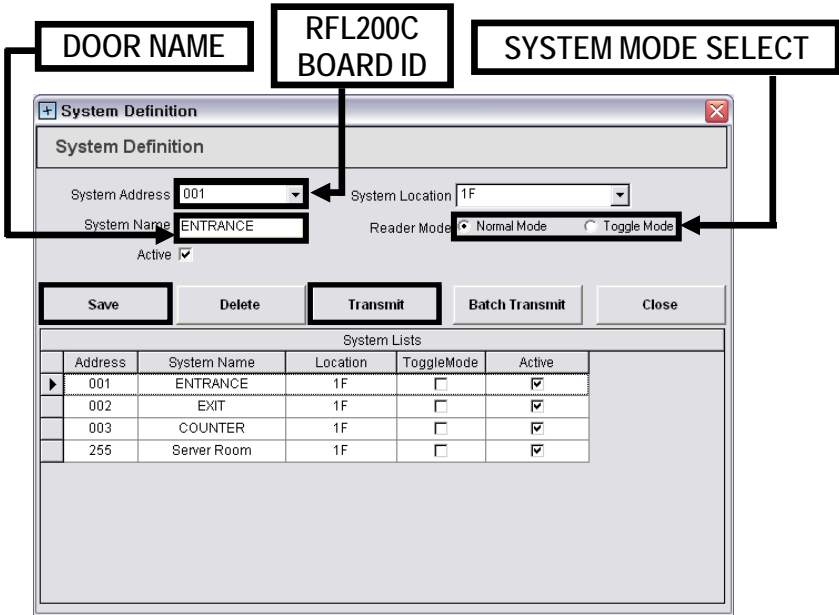 DOOR NAME
RFL200C
BOARD ID
SYSTEM MODE SELECT
System Definition
System Definition
System Address 001 System Location 1F
System Name ENTRANCE Reader Mode Normal Mode Toggle Mode
Active
Save Delete Transmit Batch Transmit Close
System Lists
Address System Name Location ToggleMode Active
001 ENTRANCE 1F
002 EXIT 1F
003 COUNTER 1F
255 Server Room 1F